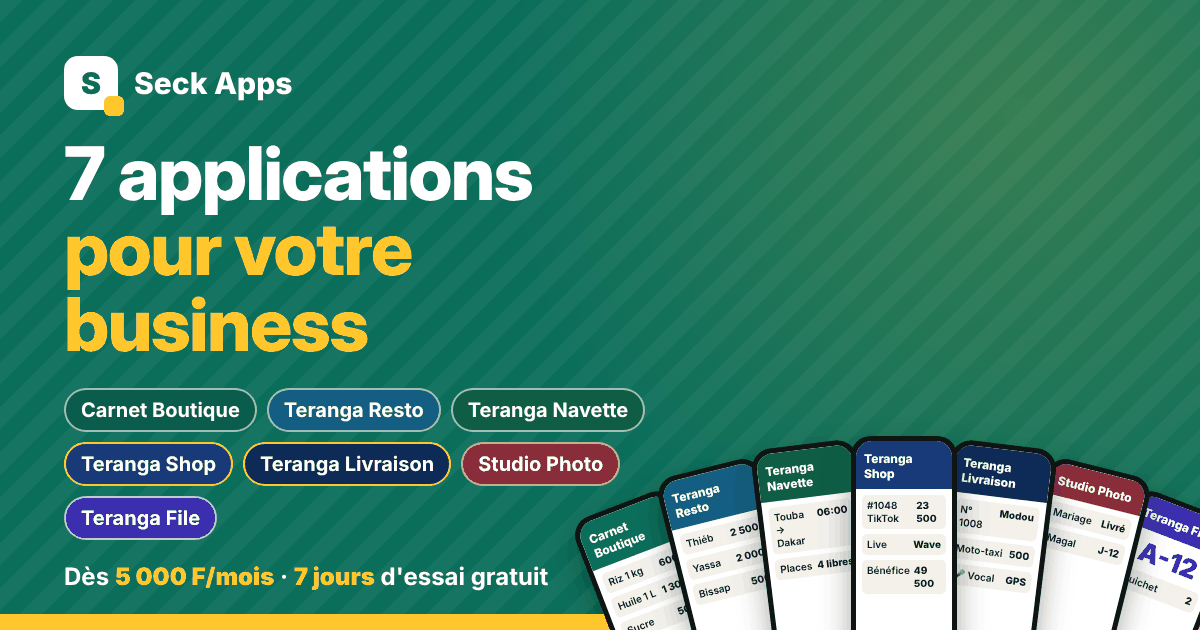 S
Seck Apps
7 applications
pour votre
business
Carnet Boutique
Teranga Resto
Teranga Navette
Teranga Shop
Teranga Livraison
Studio Photo
Teranga File
Dès 5 000 F/mois · 7 jours d'essai gratuit
Carnet
Boutique
Riz 1 kg
Huile 1 L
Sucre
Teranga
Resto
Thiéb 2 500
Yassa 2 000
Bissap
Teranga
Navette
Touba
→
Dakar
06:00
Places 4 libres
Teranga
Shop
#1048
TikTok
23
500
Live Wave
Bénéfice
49
500
Teranga
Livraison
N°
1008
Modou
Moto-taxi 500
Vocal GPS
Studio Photo
Mariage Livré
Magal J-12
Teranga
A-12
2